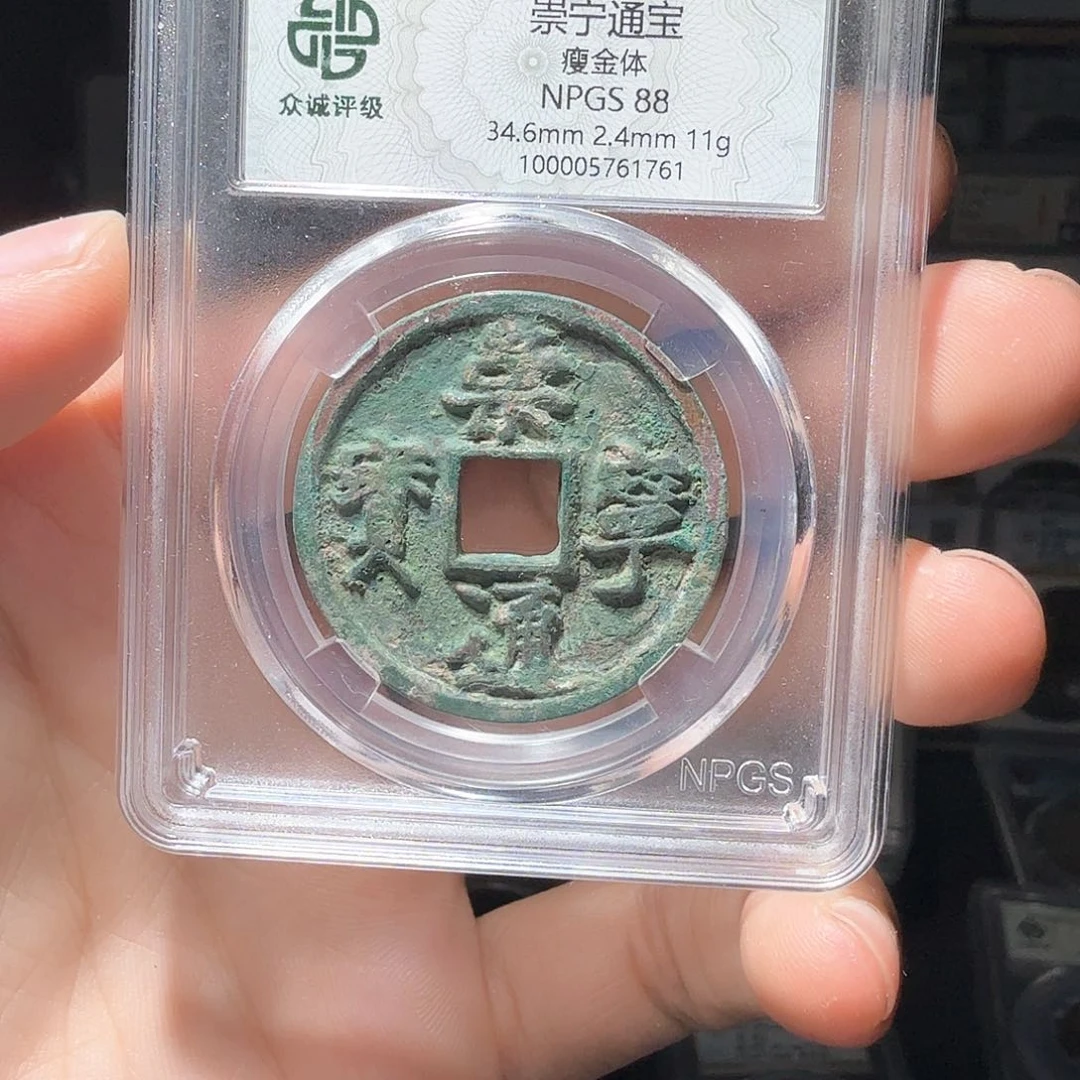 崇宁通宝
瘦金体
NPGS 88
34.6mm 2.4mm 11g
100005761761
众诚评级
崇寧通寶
NPGS